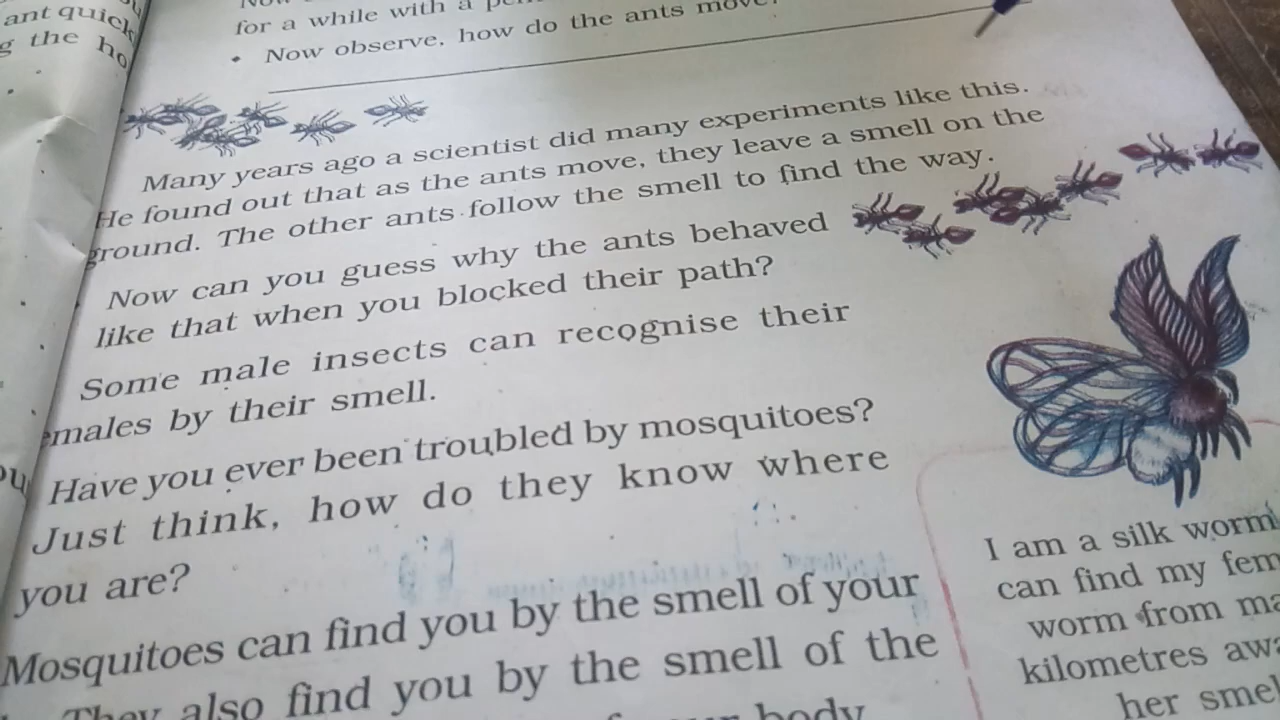 ant quick
g the ho
for a while with a
• Now observe, how do the ants move?
Many years ago a scientist did many experiments like this.
He found out that as the ants move, they leave a smell on the
ground. The other ants follow the smell to find the way.
Now can you guess why the ants behaved
like that when you blocked their path?
Some male insects can recognise their
emales by their smell.
Have you ever been troubled by mosquitoes?
Just think, how do they know where
you are?
Mosquitoes can find you by the smell of your
They also find you by the smell of the
body
I am a silk worm
can find my fem
worm from ma
kilometres awa
her smel